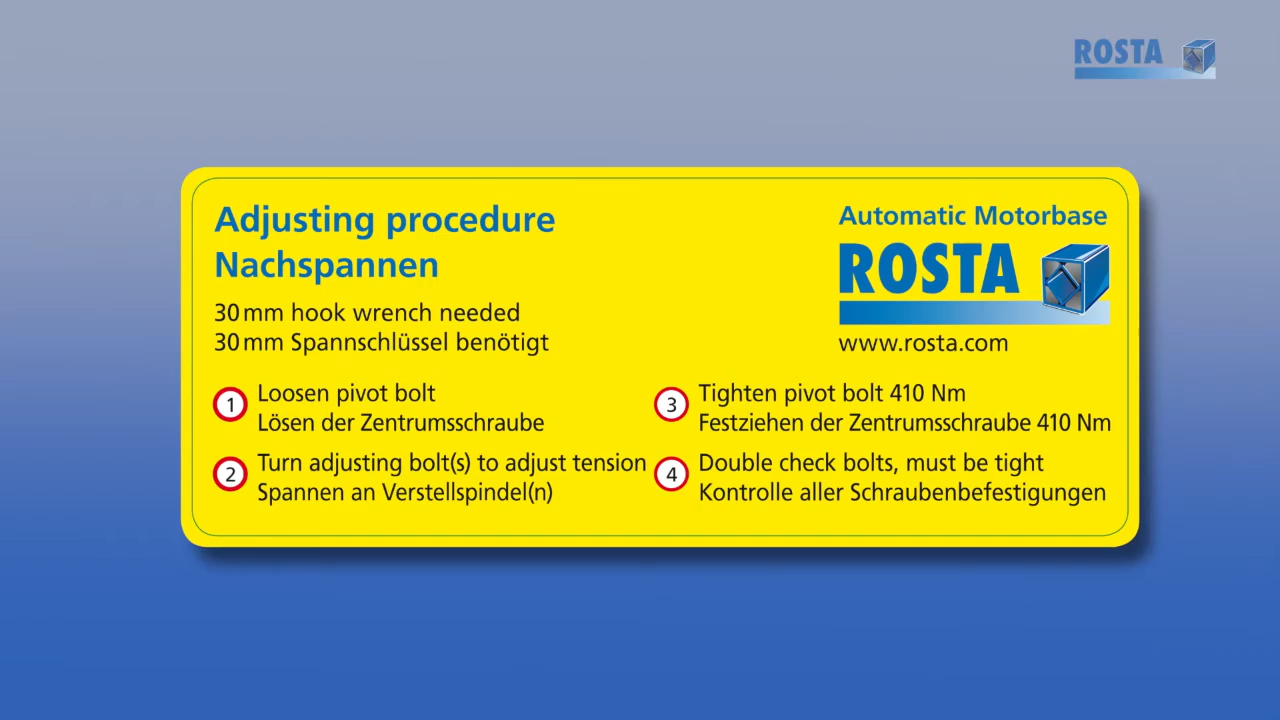 ROSTA
Adjusting procedure
Nachspannen
30 mm hook wrench needed
30 mm Spannschlüssel benötigt
Automatic Motorbase
ROSTA
www.rosta.com
1 Loosen pivot bolt
Lösen der Zentrumsschraube
2 Turn adjusting bolt(s) to adjust tension
Spannen an Verstellspindel(n)
3 Tighten pivot bolt 410 Nm
Festziehen der Zentrumsschraube 410 Nm
4 Double check bolts, must be tight
Kontrolle aller Schraubenbefestigungen